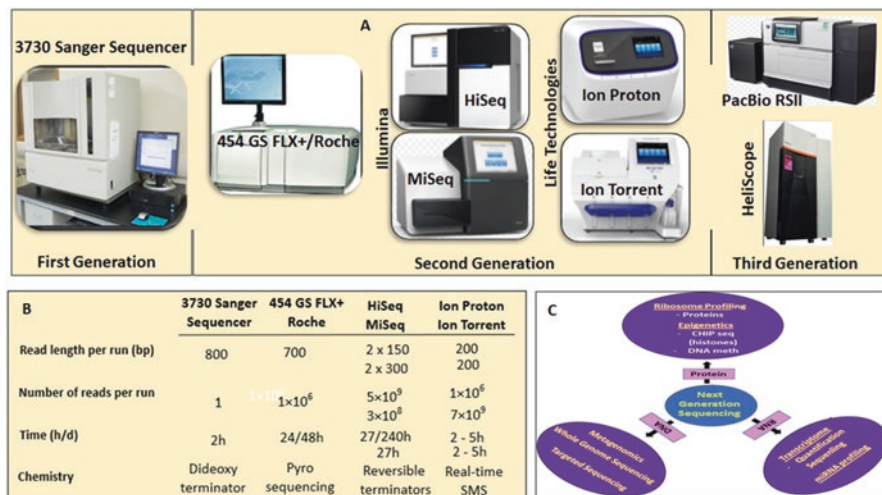 A
3730 Sanger Sequencer
454 GS FLX+/Roche
Illumina
HiSeq
MiSeq
Life Technologies
Ion Proton
Ion Torrent
PacBio RSII
HeliScope
First Generation
Second Generation
Third Generation
B
3730 Sanger 454 GS FLX+ HiSeq Ion Proton
Sequencer Roche MiSeq Ion Torrent
Read length per run (bp) 800 700 2 x 150 200
2 x 300 200
Number of reads per run 1 1×10⁶ 5×10⁹ 1×10⁶
3×10⁸ 7×10⁹
Time (h/d) 2h 24/48h 27/240h 2 - 5h
27h 2 - 5h
Chemistry Dideoxy Pyro Reversible Real-time
terminator sequencing terminators SMS
C
Ribosome Profiling
- Proteins
Epigenetics
- CHIP seq
(histones)
- DNA meth
Protein
Next
Generation
Sequencing
DNA
RNA
Metagenomics
Whole Genome Sequencing
Targeted Sequencing
Transcriptome
- Quantification
Sequenling
miRNA profiling